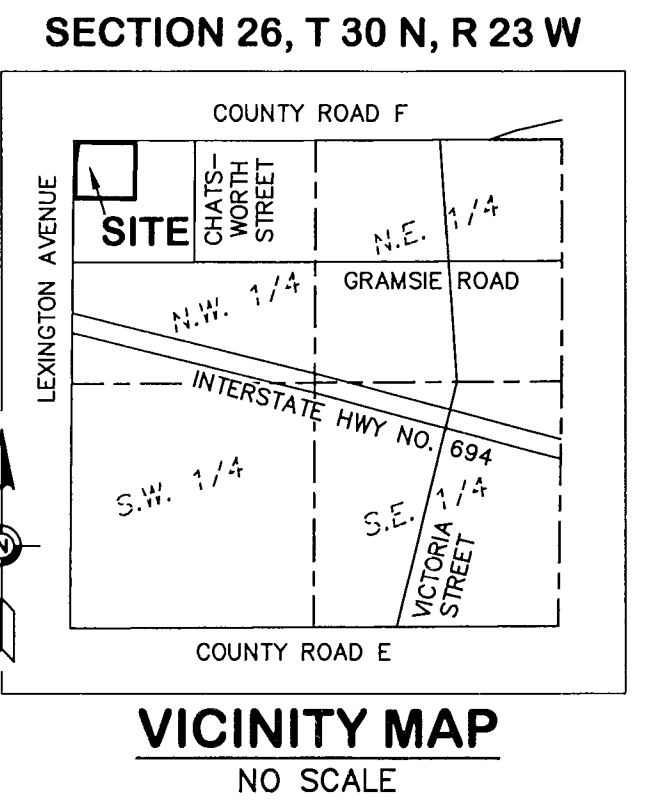 SECTION 26, T 30 N, R 23 W
COUNTY ROAD F
LEXINGTON AVENUE
SITE
CHATS-
WORTH
STREET
N.E. 1/4
N.W. 1/4
GRAMSIE ROAD
INTERSTATE HWY NO. 694
S.W. 1/4
S.E. 1/4
VICTORIA
STREET
N
COUNTY ROAD E
VICINITY MAP
NO SCALE